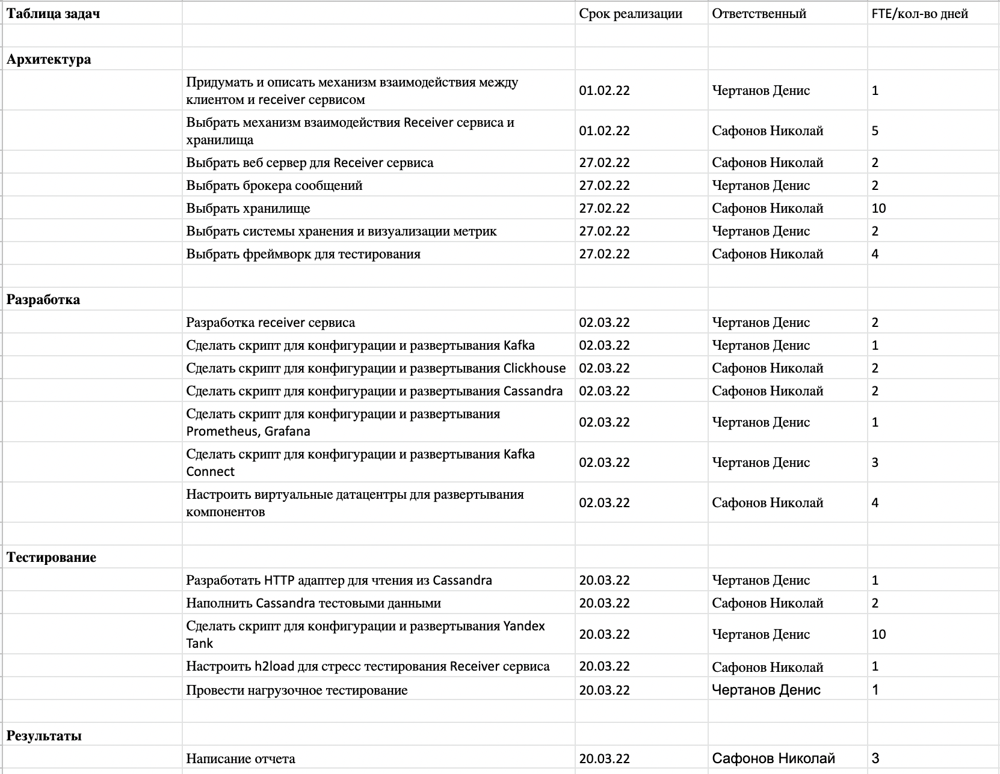 Таблица задач Срок реализации Ответственный FTE/кол-во дней
Архитектура
Придумать и описать механизм взаимодействия между
клиентом и receiver сервисом 01.02.22 Чертанов Денис 1
Выбрать механизм взаимодействия Receiver сервиса и
хранилища 01.02.22 Сафонов Николай 5
Выбрать веб сервер для Receiver сервиса 27.02.22 Сафонов Николай 2
Выбрать брокера сообщений 27.02.22 Чертанов Денис 2
Выбрать хранилище 27.02.22 Сафонов Николай 10
Выбрать системы хранения и визуализации метрик 27.02.22 Чертанов Денис 2
Выбрать фреймворк для тестирования 27.02.22 Сафонов Николай 4
Разработка
Разработка receiver сервиса 02.03.22 Чертанов Денис 2
Сделать скрипт для конфигурации и развертывания Kafka 02.03.22 Чертанов Денис 1
Сделать скрипт для конфигурации и развертывания Clickhouse 02.03.22 Сафонов Николай 2
Сделать скрипт для конфигурации и развертывания Cassandra 02.03.22 Сафонов Николай 2
Сделать скрипт для конфигурации и развертывания
Prometheus, Grafana 02.03.22 Чертанов Денис 1
Сделать скрипт для конфигурации и развертывания Kafka
Connect 02.03.22 Чертанов Денис 3
Настроить виртуальные датацентры для развертывания
компонентов 02.03.22 Сафонов Николай 4
Тестирование
Разработать HTTP адаптер для чтения из Cassandra 20.03.22 Чертанов Денис 1
Наполнить Cassandra тестовыми данными 20.03.22 Сафонов Николай 2
Сделать скрипт для конфигурации и развертывания Yandex
Tank 20.03.22 Чертанов Денис 10
Настроить h2load для стресс тестирования Receiver сервиса 20.03.22 Сафонов Николай 1
Провести нагрузочное тестирование 20.03.22 Чертанов Денис 1
Результаты
Написание отчета 20.03.22 Сафонов Николай 3